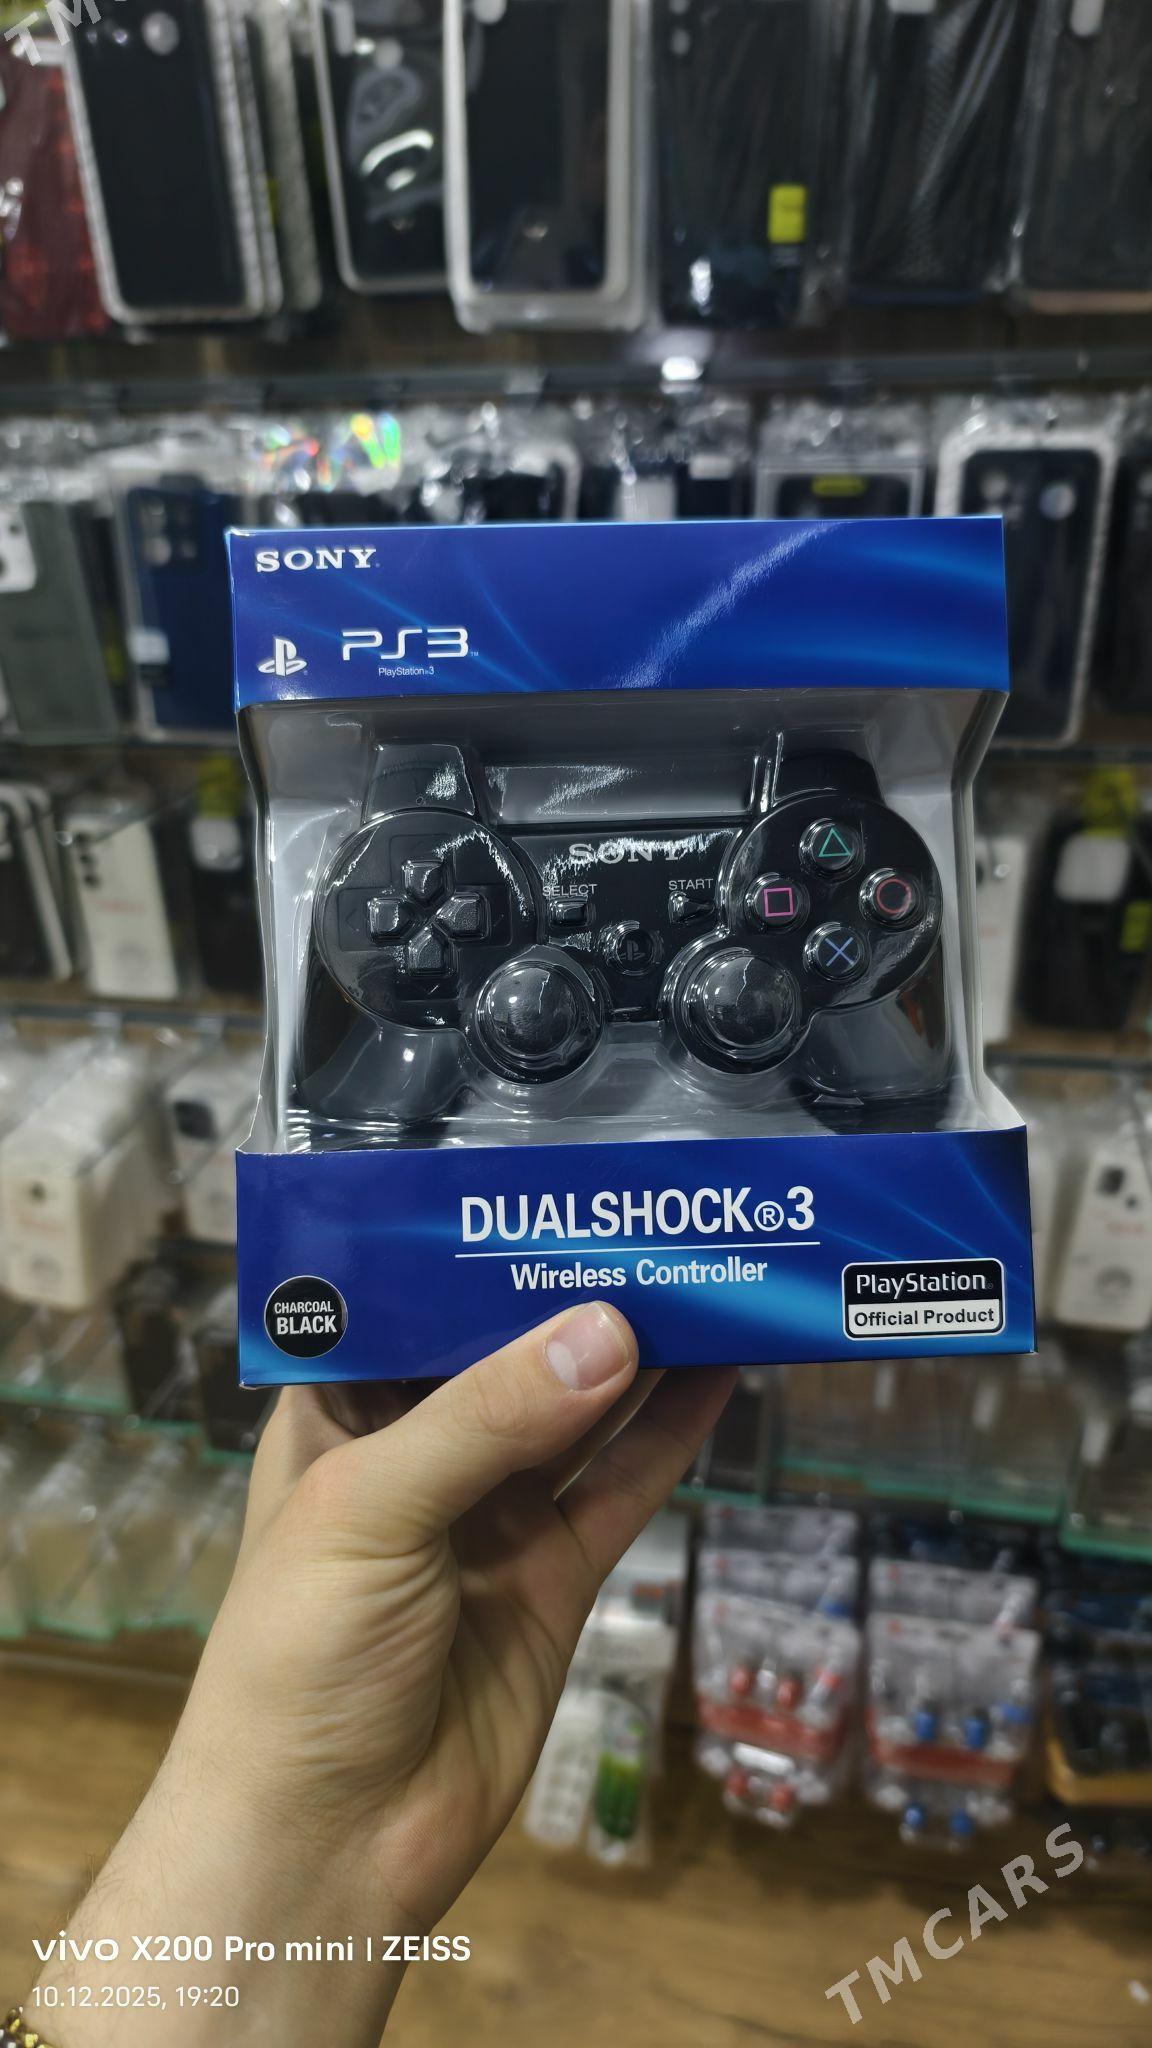 SONY
PS3
PlayStation 3
SONY
SELECT
START
DUALSHOCK®3
Wireless Controller
CHARCOAL
BLACK
PlayStation
Official Product
vivo X200 Pro mini | ZEISS
10.12.2025, 19:20
TMCARS